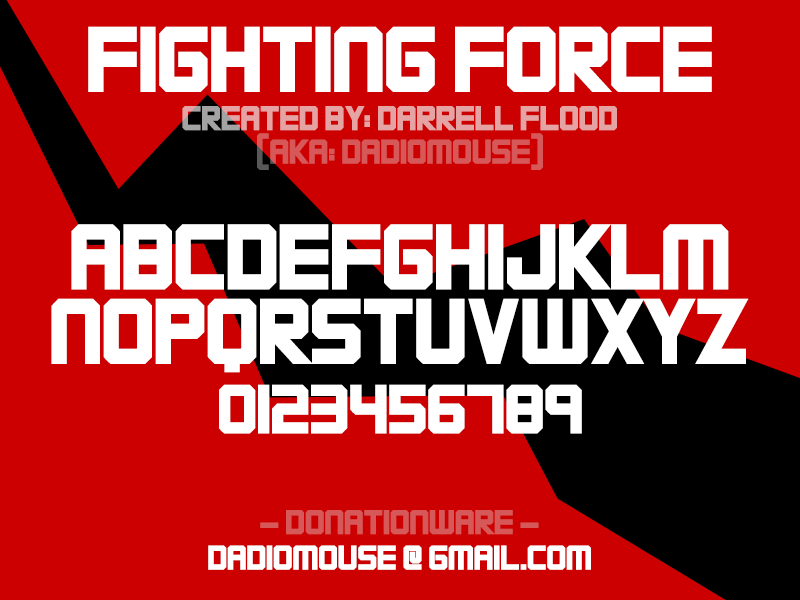 FIGHTING FORCE
CREATED BY: DARRELL FLOOD
[AKA: DADIOMOUSE]
ABCDEFGHIJKLM
NOPQRSTUVWXYZ
0123456789
- DONATIONWARE -
DADIOMOUSE @ GMAIL.COM